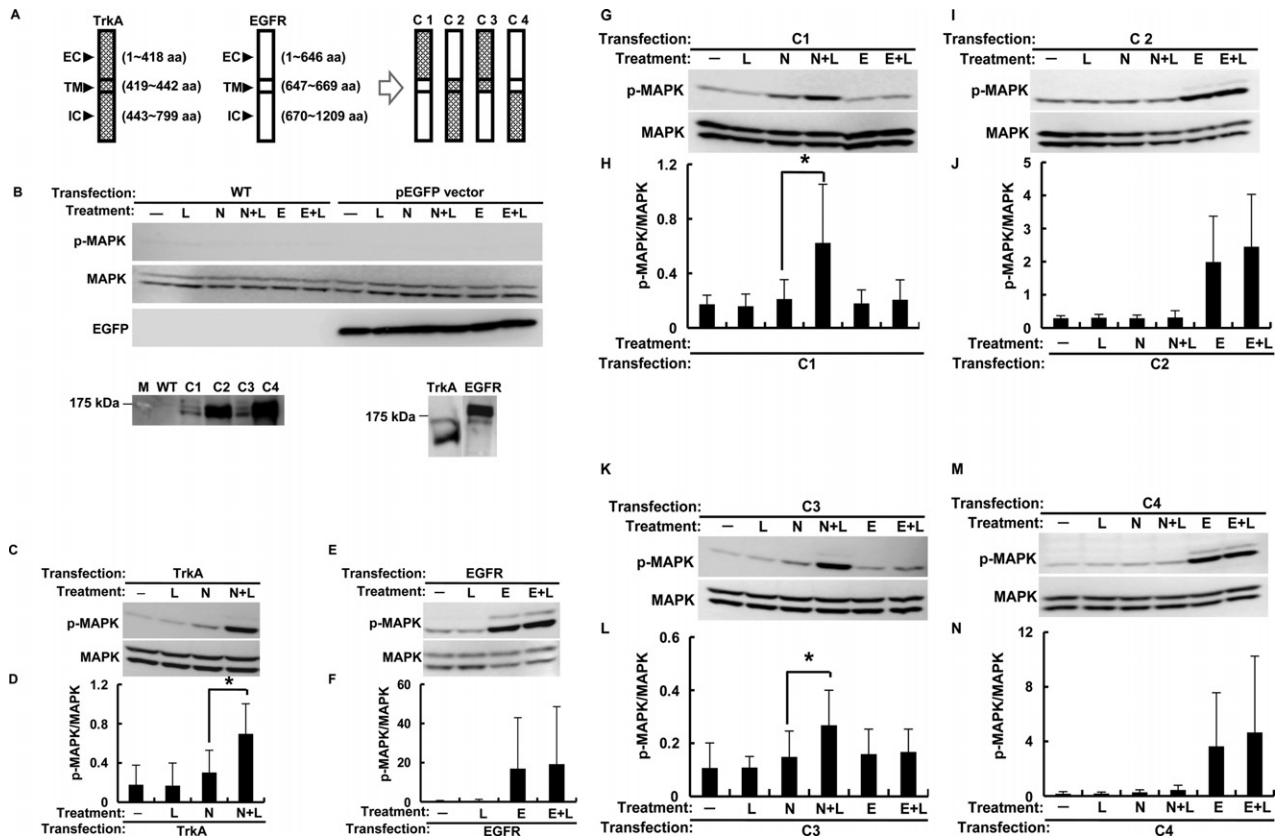 A
TrkA
EGFR
C 1 C 2 C 3 C 4
EC (1~418 aa)
TM (419~442 aa)
IC (443~799 aa)
EC (1~646 aa)
TM (647~669 aa)
IC (670~1209 aa)
B
Transfection: WT pEGFP vector
Treatment: — L N N+L E E+L — L N N+L E E+L
p-MAPK
MAPK
EGFP
M WT C1 C2 C3 C4
175 kDa
TrkA EGFR
175 kDa
C
Transfection: TrkA
Treatment: — L N N+L
p-MAPK
MAPK
D
p-MAPK/MAPK
1.2
0.8
0.4
0
*
Treatment: — L N N+L
Transfection: TrkA
E
Transfection: EGFR
Treatment: — L E E+L
p-MAPK
MAPK
F
p-MAPK/MAPK
60
40
20
0
— L E E+L
EGFR
G
Transfection: C1
Treatment: — L N N+L E E+L
p-MAPK
MAPK
H
p-MAPK/MAPK
1.2
0.8
0.4
0
*
Treatment: — L N N+L E E+L
Transfection: C1
I
Transfection: C 2
Treatment: — L N N+L E E+L
p-MAPK
MAPK
J
p-MAPK/MAPK
5
4
3
2
1
0
Treatment: — L N N+L E E+L
Transfection: C2
K
Transfection: C3
Treatment: — L N N+L E E+L
p-MAPK
MAPK
L
p-MAPK/MAPK
0.6
0.4
0.2
0.0
*
Treatment: — L N N+L E E+L
Transfection: C3
M
Transfection: C4
Treatment: — L N N+L E E+L
p-MAPK
MAPK
N
p-MAPK/MAPK
12
8
4
0
Treatment: — L N N+L E E+L
Transfection: C4